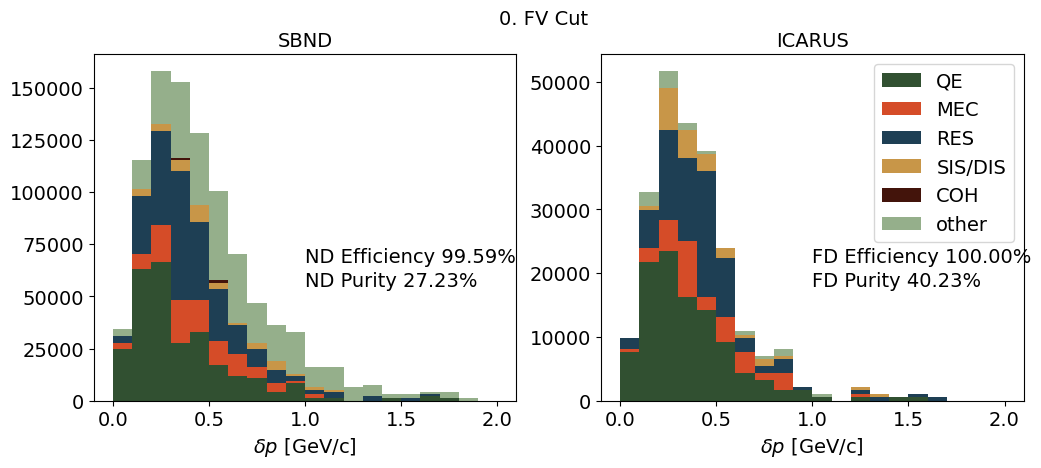 0. FV Cut
SBND
150000
125000
100000
75000
50000
25000
0
ND Efficiency 99.59%
ND Purity 27.23%
0.0 0.5 1.0 1.5 2.0
δp [GeV/c]
ICARUS
50000
40000
30000
20000
10000
0
QE
MEC
RES
SIS/DIS
COH
other
FD Efficiency 100.00%
FD Purity 40.23%
0.0 0.5 1.0 1.5 2.0
δp [GeV/c]